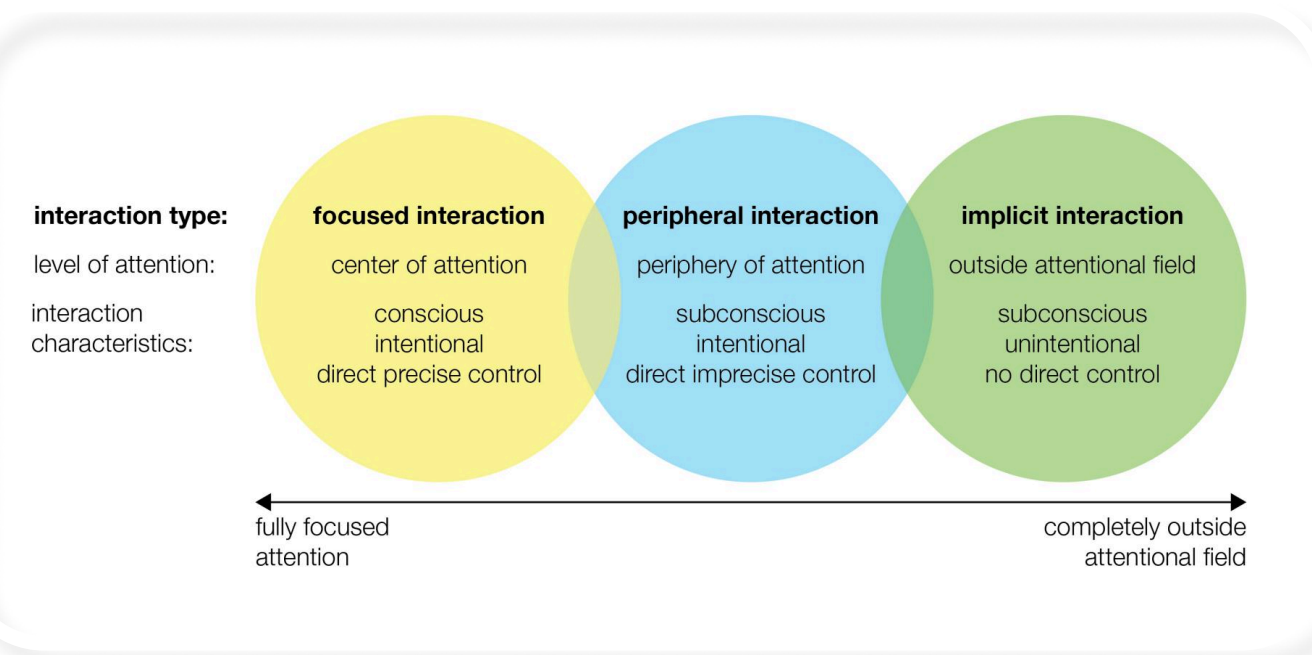 interaction type: focused interaction peripheral interaction implicit interaction
level of attention: center of attention periphery of attention outside attentional field
interaction conscious subconscious subconscious
characteristics: intentional intentional unintentional
direct precise control direct imprecise control no direct control
fully focused completely outside
attention attentional field